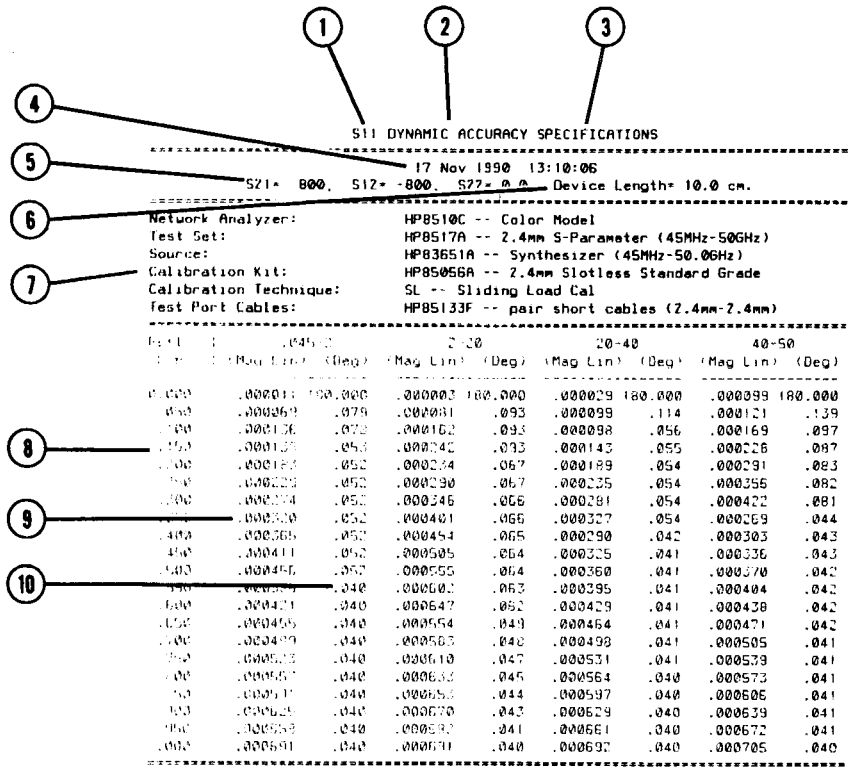 1 2 3
4
S11 DYNAMIC ACCURACY SPECIFICATIONS
5
17 Nov 1990 13:10:06
S21= 800, S12= -800, S22= 0.0 Device Length= 10.0 cm.
6
Network Analyzer: HP8510C -- Color Model
Test Set: HP8517A -- 2.4mm S-Parameter (45MHz-50GHz)
Source: HP83651A -- Synthesizer (45MHz-50.0GHz)
7
Calibration Kit: HP85056A -- 2.4mm Slotless Standard Grade
Calibration Technique: SL -- Sliding Load Cal
Test Port Cables: HP85133F -- pair short cables (2.4mm-2.4mm)
2-20 20-40 40-50
(Mag Lin) (Deg) (Mag Lin) (Deg) (Mag Lin) (Deg) (Mag Lin) (Deg)
.000003 180.000 .000029 180.000 .000099 180.000
.000069 .079 .000081 .093 .000099 .114 .000121 .139
.079 .000162 .093 .000098 .056 .000169 .097
8
.053 .000242 .093 .000143 .055 .000226 .087
.000183 .052 .000234 .067 .000189 .054 .000291 .083
.052 .000290 .067 .000235 .054 .000356 .082
.000274 .052 .000346 .066 .000281 .054 .000422 .081
9
.000320 .052 .000401 .066 .000327 .054 .000269 .044
.000365 .052 .000454 .065 .000290 .042 .000303 .043
.000411 .052 .000505 .064 .000325 .041 .000336 .043
.000456 .052 .000555 .064 .000360 .041 .000370 .042
10
.040 .000602 .063 .000395 .041 .000404 .042
.000421 .040 .000647 .062 .000429 .041 .000438 .042
.000455 .040 .000554 .049 .000464 .041 .000471 .042
.040 .000583 .048 .000498 .041 .000505 .041
.040 .000610 .047 .000531 .041 .000539 .041
.040 .045 .000564 .040 .000573 .041
.040 .044 .000597 .040 .000606 .041
.040 .000670 .043 .000629 .040 .000639 .041
.040 .041 .000661 .040 .000672 .041
.000691 .040 .000691 .040 .000692 .040 .000705 .040